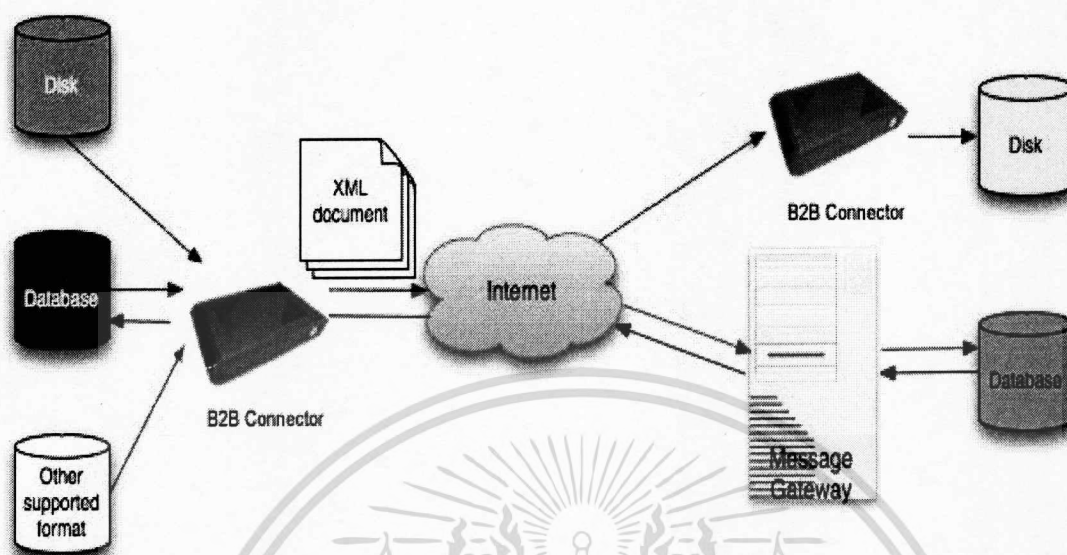 Disk
XML
document
Disk
B2B Connector
Database
Internet
B2B Connector
Database
Message
Gateway
Other
supported
format